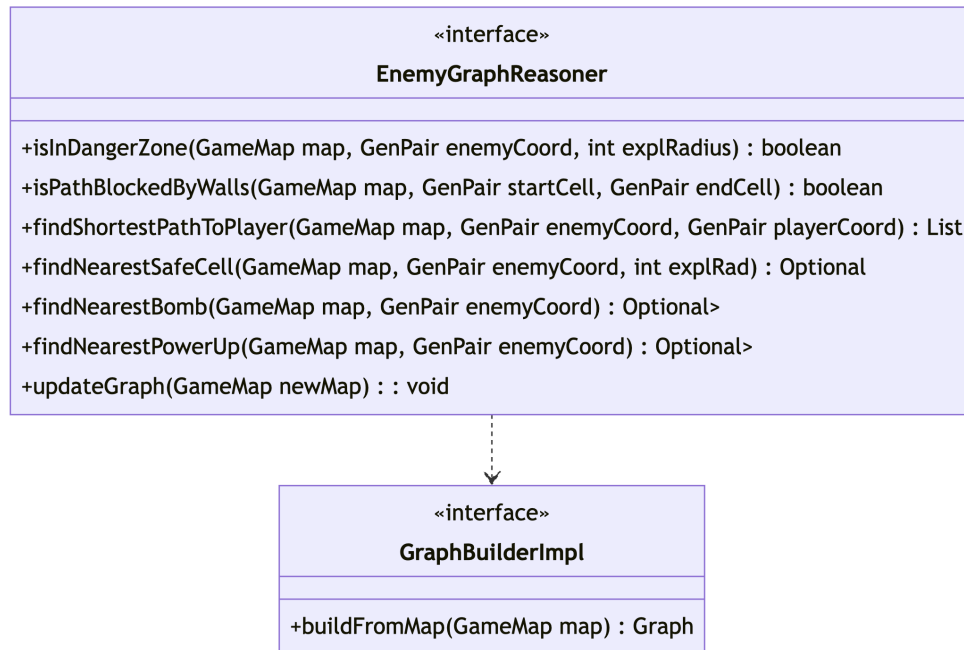 «interface»
EnemyGraphReasoner
+isInDangerZone(GameMap map, GenPair enemyCoord, int explRadius) : boolean
+isPathBlockedByWalls(GameMap map, GenPair startCell, GenPair endCell) : boolean
+findShortestPathToPlayer(GameMap map, GenPair enemyCoord, GenPair playerCoord) : List
+findNearestSafeCell(GameMap map, GenPair enemyCoord, int explRad) : Optional
+findNearestBomb(GameMap map, GenPair enemyCoord) : Optional>
+findNearestPowerUp(GameMap map, GenPair enemyCoord) : Optional>
+updateGraph(GameMap newMap) : : void
«interface»
GraphBuilderImpl
+buildFromMap(GameMap map) : Graph